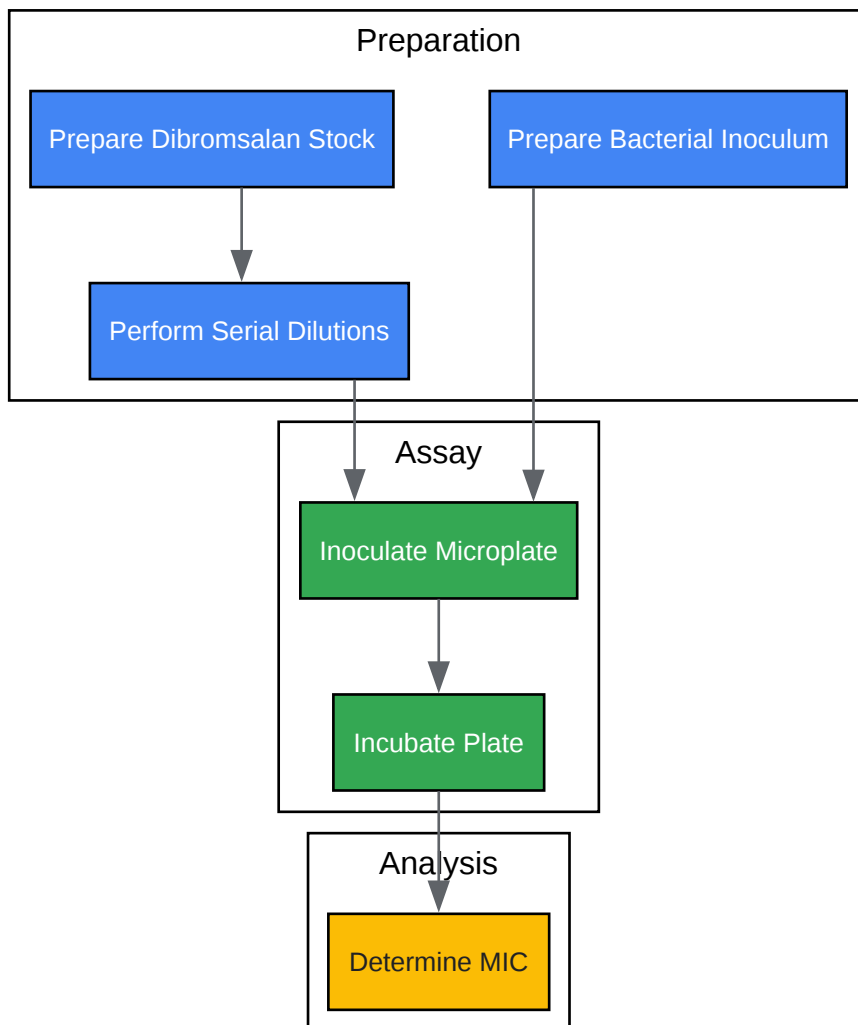 Preparation
Prepare Dibromsalan Stock
Prepare Bacterial Inoculum
Perform Serial Dilutions
Assay
Inoculate Microplate
Incubate Plate
Analysis
Determine MIC